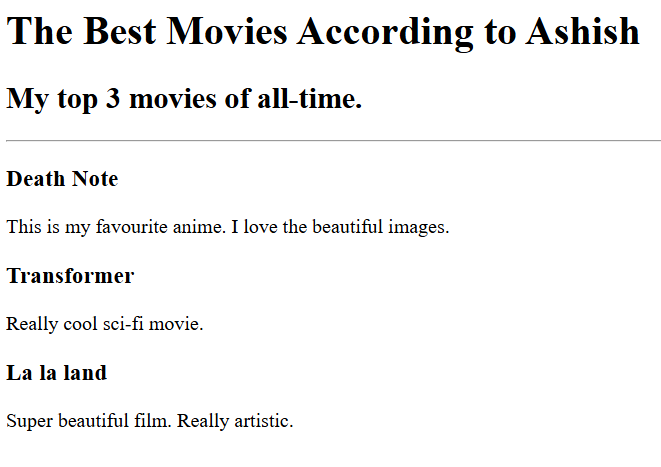 The Best Movies According to Ashish
My top 3 movies of all-time.
Death Note
This is my favourite anime. I love the beautiful images.
Transformer
Really cool sci-fi movie.
La la land
Super beautiful film. Really artistic.